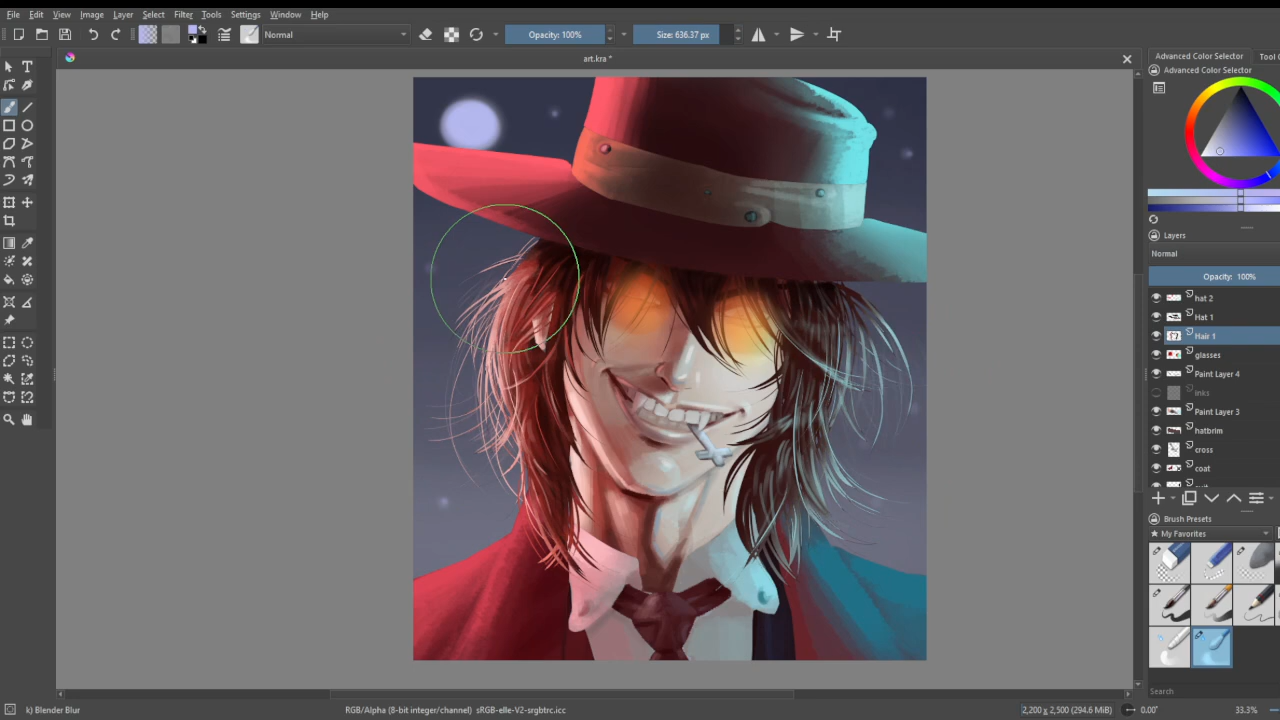 File Edit View Image Layer Select Filter Tools Settings Window Help
Normal
Opacity: 100%
Size: 636.37 px
art.kra *
Advanced Color Selector
Tool
Advanced Color Selector
Layers
Normal
Opacity: 100%
hat 2
Hat 1
Hair 1
glasses
Paint Layer 4
Paint Layer 3
hatbrim
cross
coat
Brush Presets
★ My Favorites
Search
k) Blender Blur
RGB/Alpha (8-bit integer/channel) sRGB-elle-V2-srgbtrc.icc
2,200 x 2,500 (294.6 MiB)
0.00°
33.3%